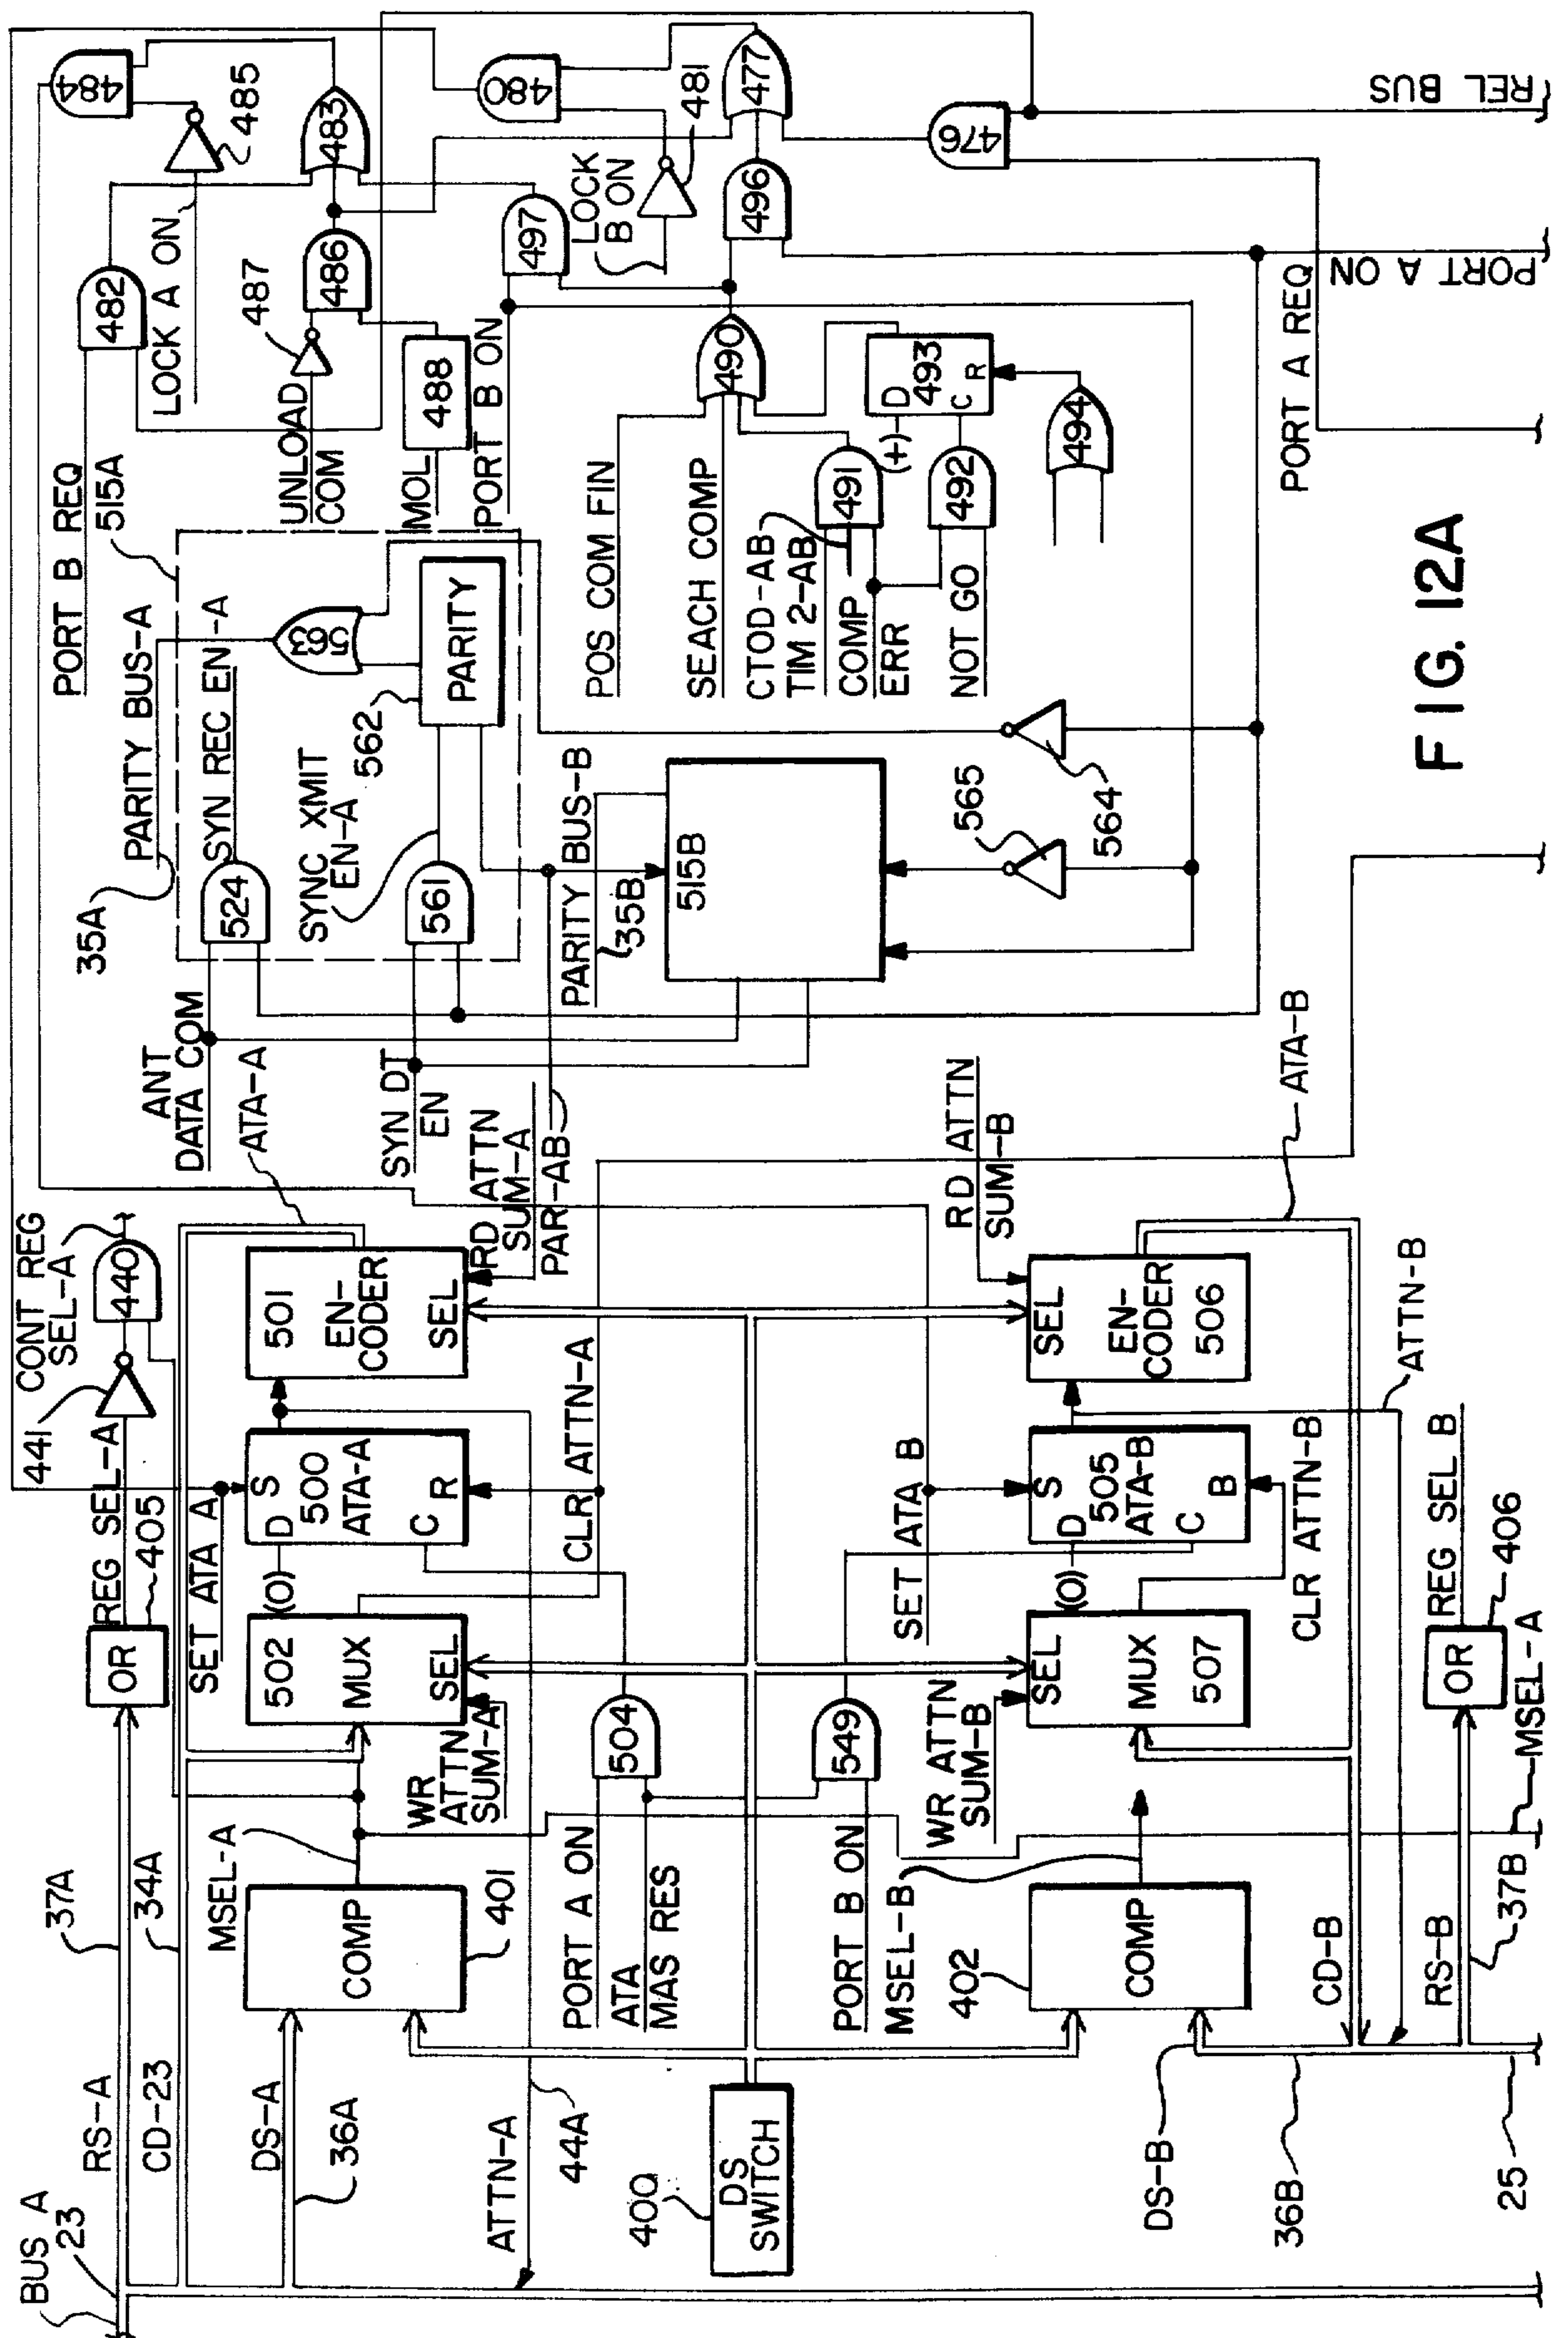 BUS A
23
RS-A
37A
OR
405
REG SEL-A
441
CONT REG
SEL-A
440
CD-23
34A
SET ATA A
DS-A
36A
MSEL-A
COMP
401
502
MUX
SEL
WR
ATTN
SUM-A
(0)
D
S
500
ATA-A
C
R
501
EN-
CODER
SEL
ATA-A
RD ATTN
SUM-A
ATTN-A
44A
CLR ATTN-A
PORT A ON
ATA
MAS RES
504
400
DS
SWITCH
PORT B ON
549
MSEL-B
402
COMP
DS-B
36B
WR ATTN
SUM-B
SEL
MUX
507
SET ATA B
(0)
D
S
505
ATA-B
C
B
CLR ATTN-B
SEL
EN-
CODER
506
RD ATTN
SUM-B
ATA-B
ATTN-B
CD-B
RS-B
37B
OR
406
REG SEL B
MSEL-A
25
35A
PARITY BUS-A
515A
ANT
DATA COM
524
SYN REC EN-A
563
SYN DT
EN
561
SYNC XMIT
EN-A
562
PARITY
PAR-AB
PARITY BUS-B
35B
515B
565
564
PORT B REQ
482
LOCK A ON
485
484
483
UNLOAD
COM
487
486
MOL
488
PORT B ON
497
LOCK
B ON
481
480
477
496
476
POS COM FIN
SEACH COMP
490
CTOD-AB
TIM 2-AB
COMP
ERR
491
NOT GO
492
(+)
D
493
C
R
494
PORT A REQ
PORT A ON
REL BUS
FIG. 12A